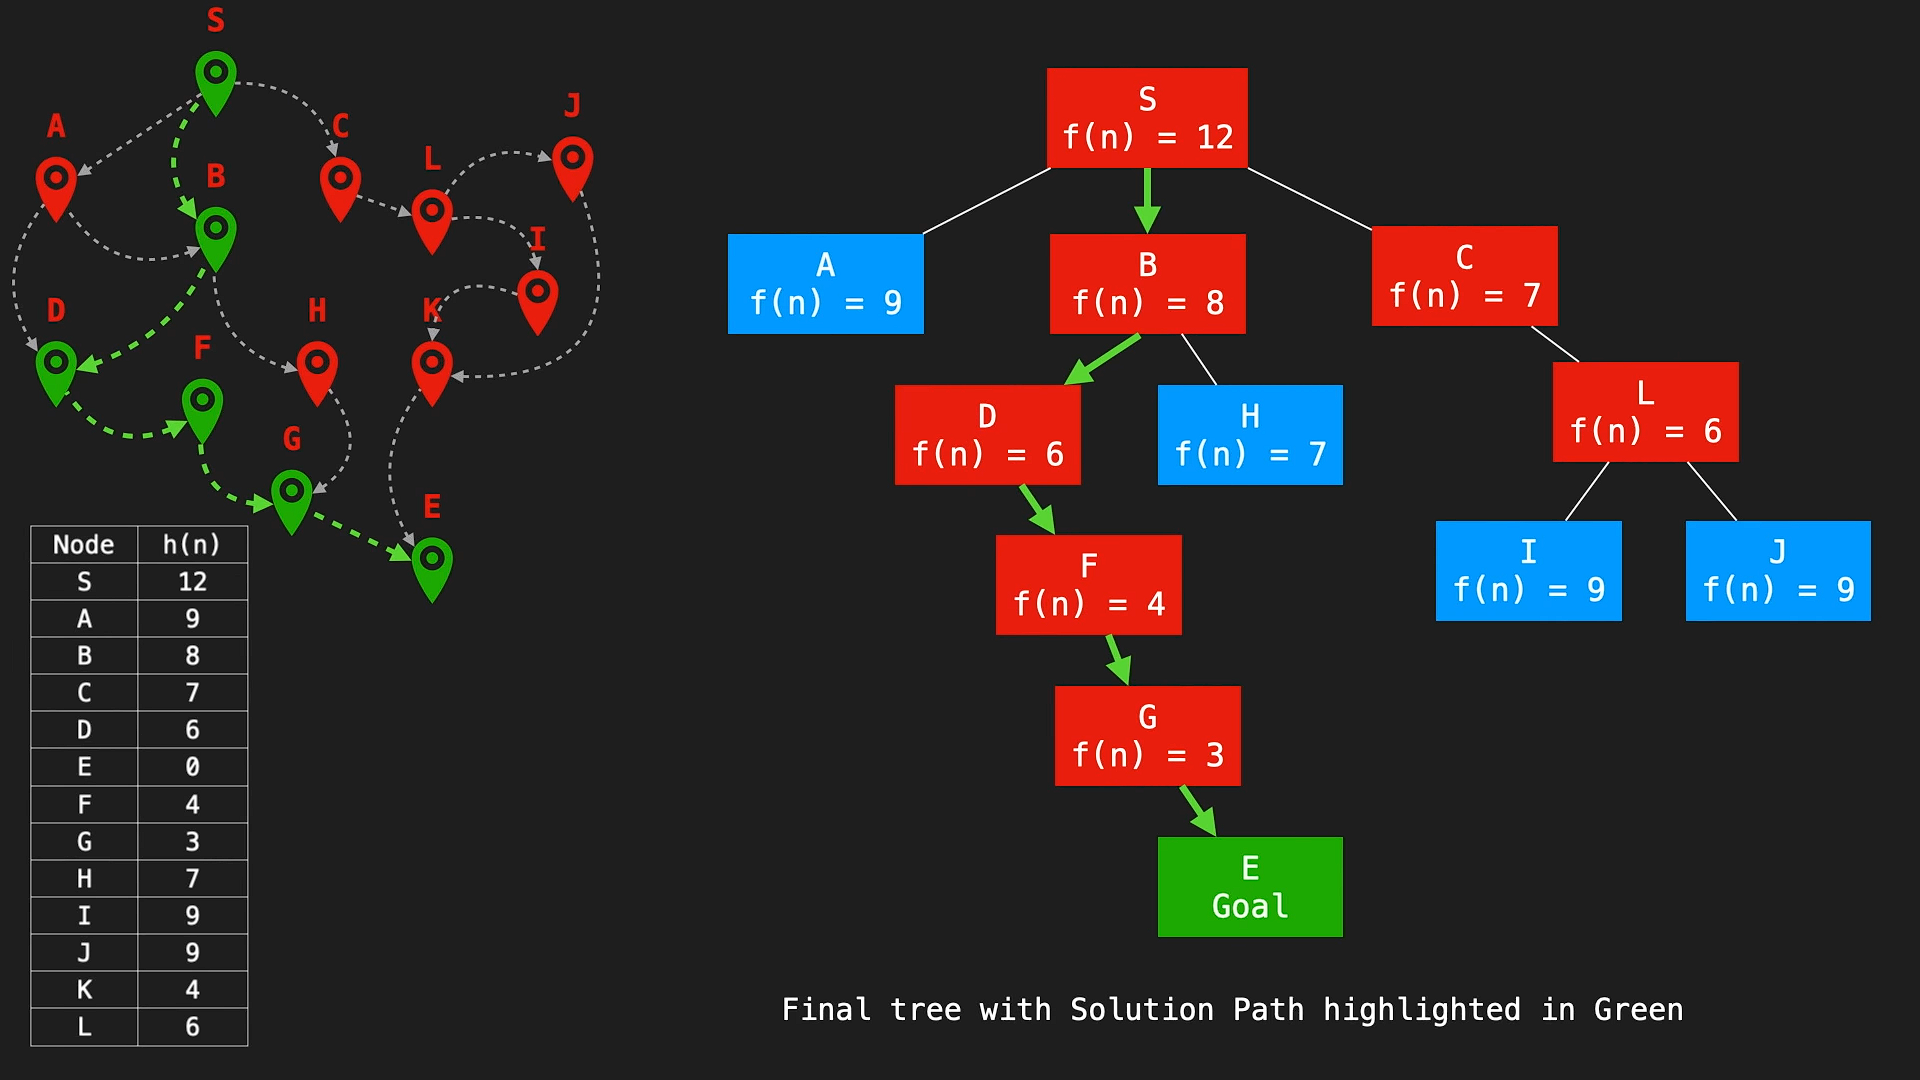 S
A
C
J
L
B
I
D
H
K
F
G
E
Node h(n)
S 12
A 9
B 8
C 7
D 6
E 0
F 4
G 3
H 7
I 9
J 9
K 4
L 6
S
f(n) = 12
A
f(n) = 9
B
f(n) = 8
C
f(n) = 7
D
f(n) = 6
H
f(n) = 7
L
f(n) = 6
F
f(n) = 4
I
f(n) = 9
J
f(n) = 9
G
f(n) = 3
E
Goal
Final tree with Solution Path highlighted in Green